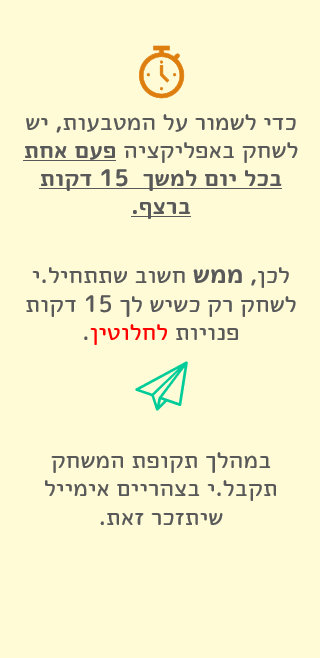 כדי לשמור על המטבעות, יש
לשחק באפליקציה פעם אחת
בכל יום למשך 15 דקות
ברצף.
לכן, ממש חשוב שתתחיל.י
לשחק רק כשיש לך 15 דקות
פנויות לחלוטין.
במהלך תקופת המשחק
תקבל.י בצהריים אימייל
שיתזכר זאת.